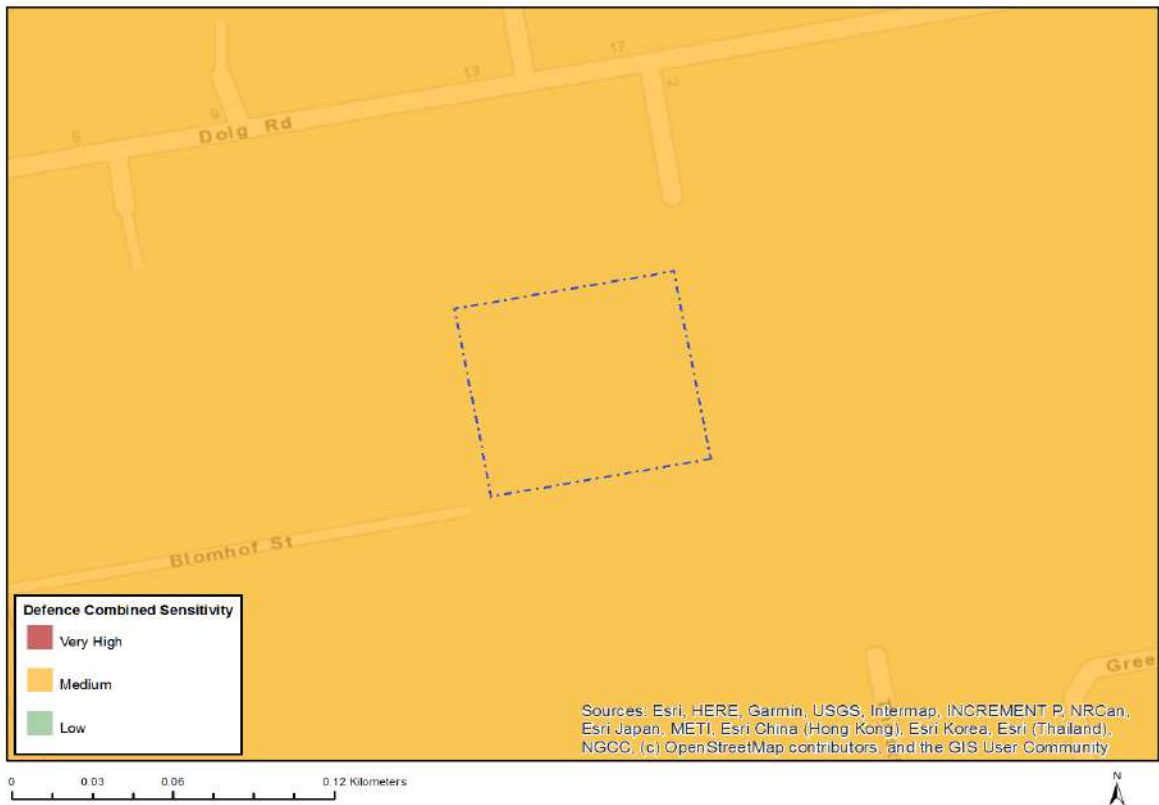 17
13
2
9
5
Dolg Rd
Blomhof St
Defence Combined Sensitivity
Very High
Medium
Low
Gree
Sources: Esri, HERE, Garmin, USGS, Intermap, INCREMENT P, NRCan,
Esri Japan, METI, Esri China (Hong Kong), Esri Korea, Esri (Thailand),
NGCC, (c) OpenStreetMap contributors, and the GIS User Community
0 0.03 0.06 0.12 Kilometers
N